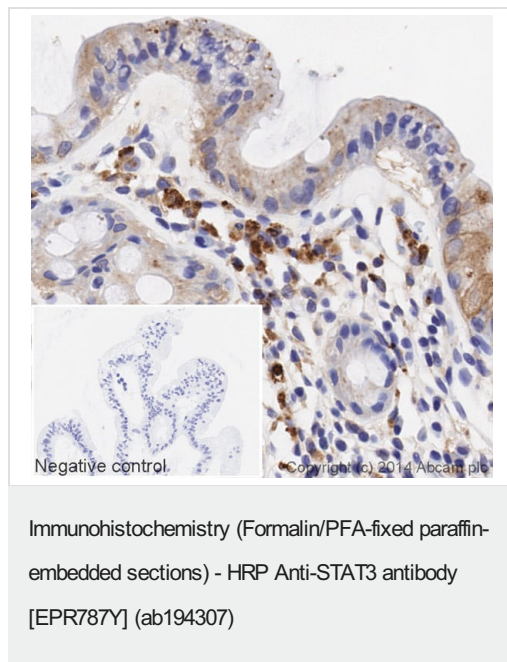 Negative control
Copyright (c) 2014 Abcam plc
Immunohistochemistry (Formalin/PFA-fixed paraffin-
embedded sections) - HRP Anti-STAT3 antibody
[EPR787Y] (ab194307)